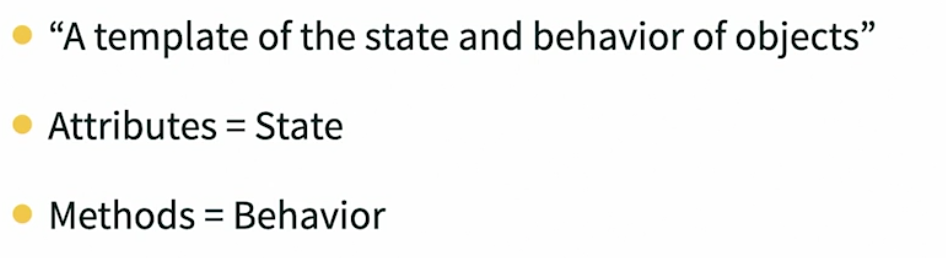 “A template of the state and behavior of objects”
Attributes = State
Methods = Behavior